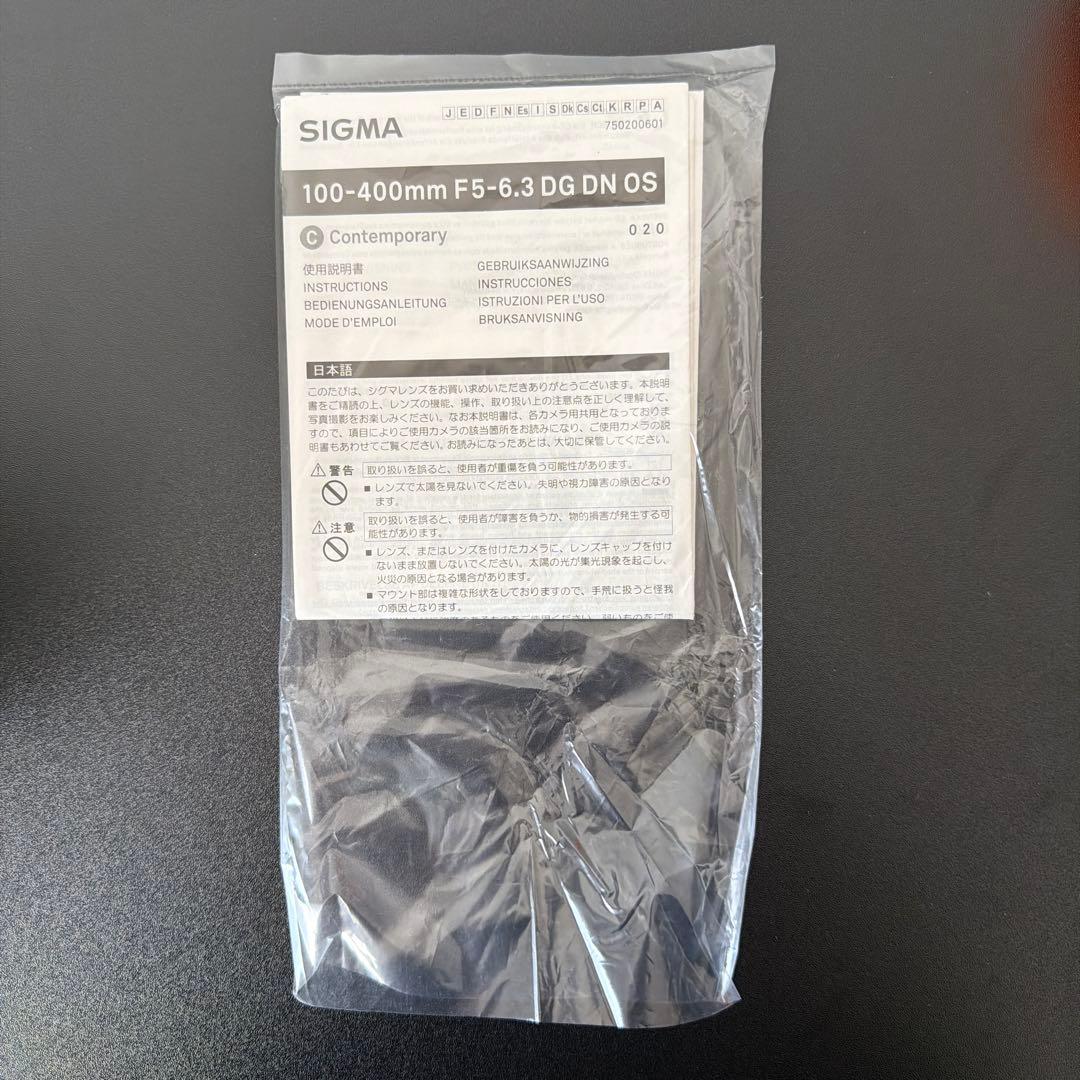 SIGMA
J E D F N Es I S Dk Cs Ct K R P A
750200601
100-400mm F5-6.3 DG DN OS
C Contemporary
020
使用説明書
INSTRUCTIONS
BEDIENUNGSANLEITUNG
MODE D'EMPLOI
GEBRUIKSAANWIJZING
INSTRUCCIONES
ISTRUZIONI PER L'USO
BRUKSANVISNING
日本語
このたびは、シグマレンズをお買い求めいただきありがとうございます。本説明
書をご精読の上、レンズの機能、操作、取り扱い上の注意点を正しく理解して、
写真撮影をお楽しみください。なお本説明書は、各カメラ用共用となっておりま
すので、項目によりご使用カメラの該当箇所をお読みになり、ご使用カメラの説
明書もあわせてご覧ください。お読みになったあとは、大切に保管してください。
警告
取り扱いを誤ると、使用者が重傷を負う可能性があります。
■ レンズで太陽を見ないでください。失明や視力障害の原因となり
ます。
注意
取り扱いを誤ると、使用者が障害を負うか、物的損害が発生する可
能性があります。
■ レンズ、またはレンズを付けたカメラに、レンズキャップを付け
ないまま放置しないでください。太陽の光が集光現象を起こし、
火災の原因となる場合があります。
■ マウント部は複雑な形状をしておりますので、手荒に扱うと怪我
の原因となります。